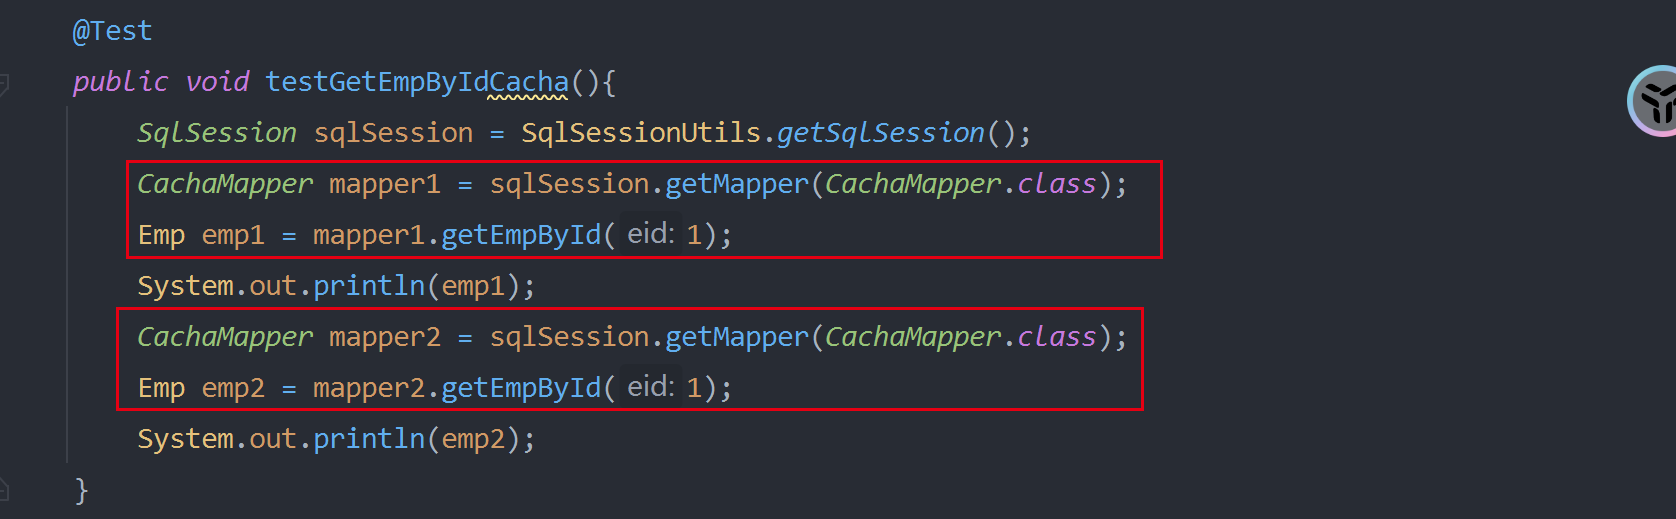 @Test
public void testGetEmpByIdCacha(){
SqlSession sqlSession = SqlSessionUtils.getSqlSession();
CachaMapper mapper1 = sqlSession.getMapper(CachaMapper.class);
Emp emp1 = mapper1.getEmpById( eid: 1);
System.out.println(emp1);
CachaMapper mapper2 = sqlSession.getMapper(CachaMapper.class);
Emp emp2 = mapper2.getEmpById( eid: 1);
System.out.println(emp2);
}